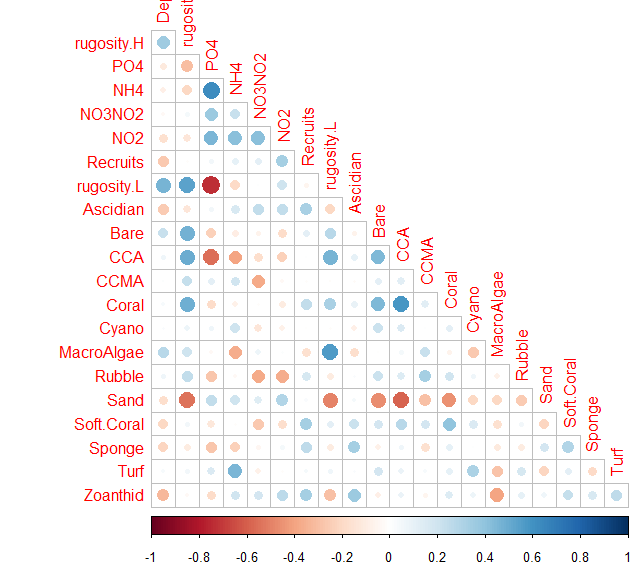 De
rugosit
rugosity.H
PO4
PO4
NH4
NH4
NO3NO2
NO3NO2
NO2
NO2
Recruits
Recruits
rugosity.L
rugosity.L
Ascidian
Ascidian
Bare
Bare
CCA
CCA
CCMA
CCMA
Coral
Coral
Cyano
Cyano
MacroAlgae
MacroAlgae
Rubble
Rubble
Sand
Sand
Soft.Coral
Soft.Coral
Sponge
Sponge
Turf
Turf
Zoanthid
-1 -0.8 -0.6 -0.4 -0.2 0 0.2 0.4 0.6 0.8 1